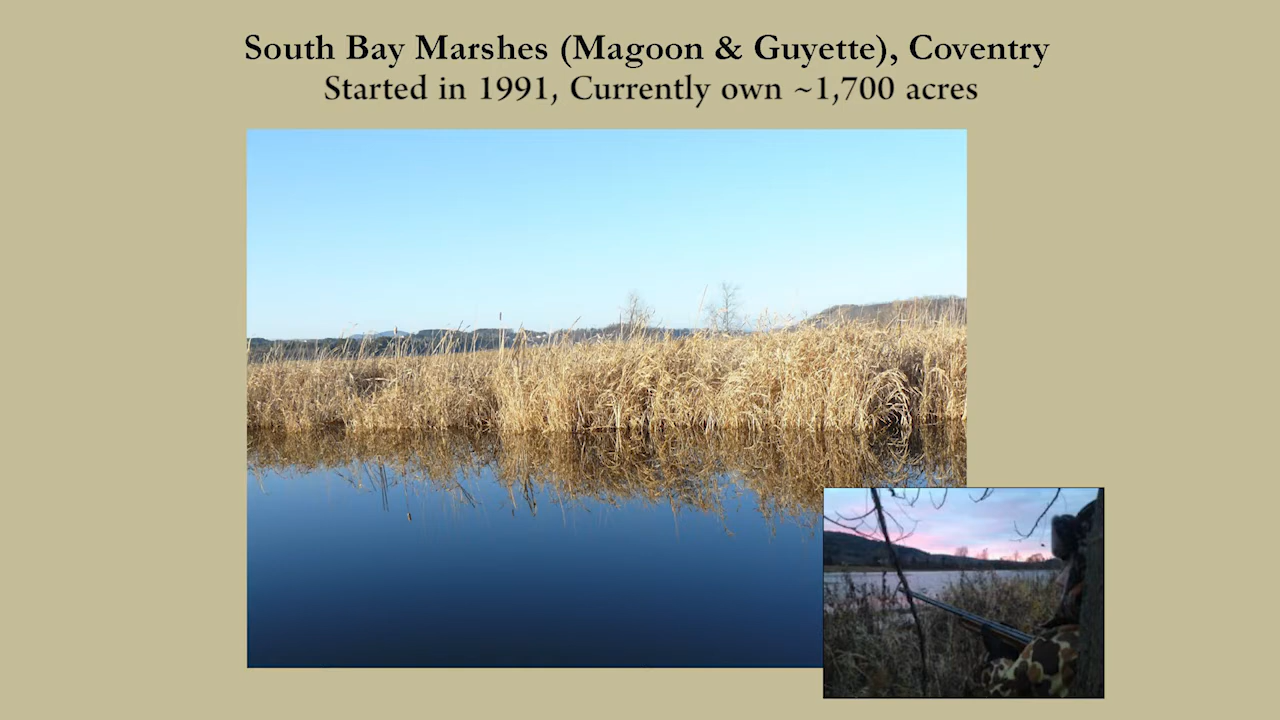 South Bay Marshes (Magoon & Guyette), Coventry
Started in 1991, Currently own ~1,700 acres